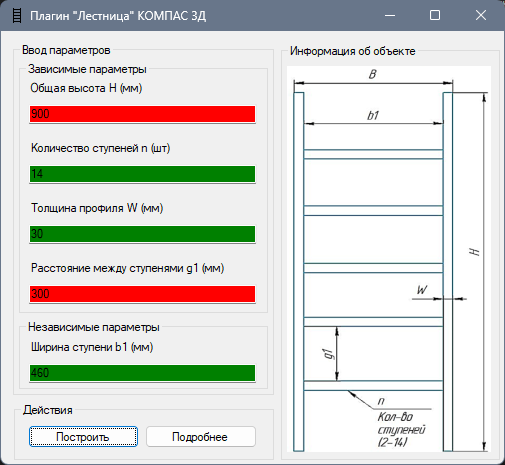 Плагин "Лестница" КОМПАС 3Д
Ввод параметров
Зависимые параметры
Общая высота H (мм)
900
Количество ступеней n (шт)
14
Толщина профиля W (мм)
30
Расстояние между ступенями g1 (мм)
300
Независимые параметры
Ширина ступени b1 (мм)
460
Действия
Построить
Подробнее
Информация об объекте
B
b1
H
W
g1
n
Кол-во
ступеней
(2-14)